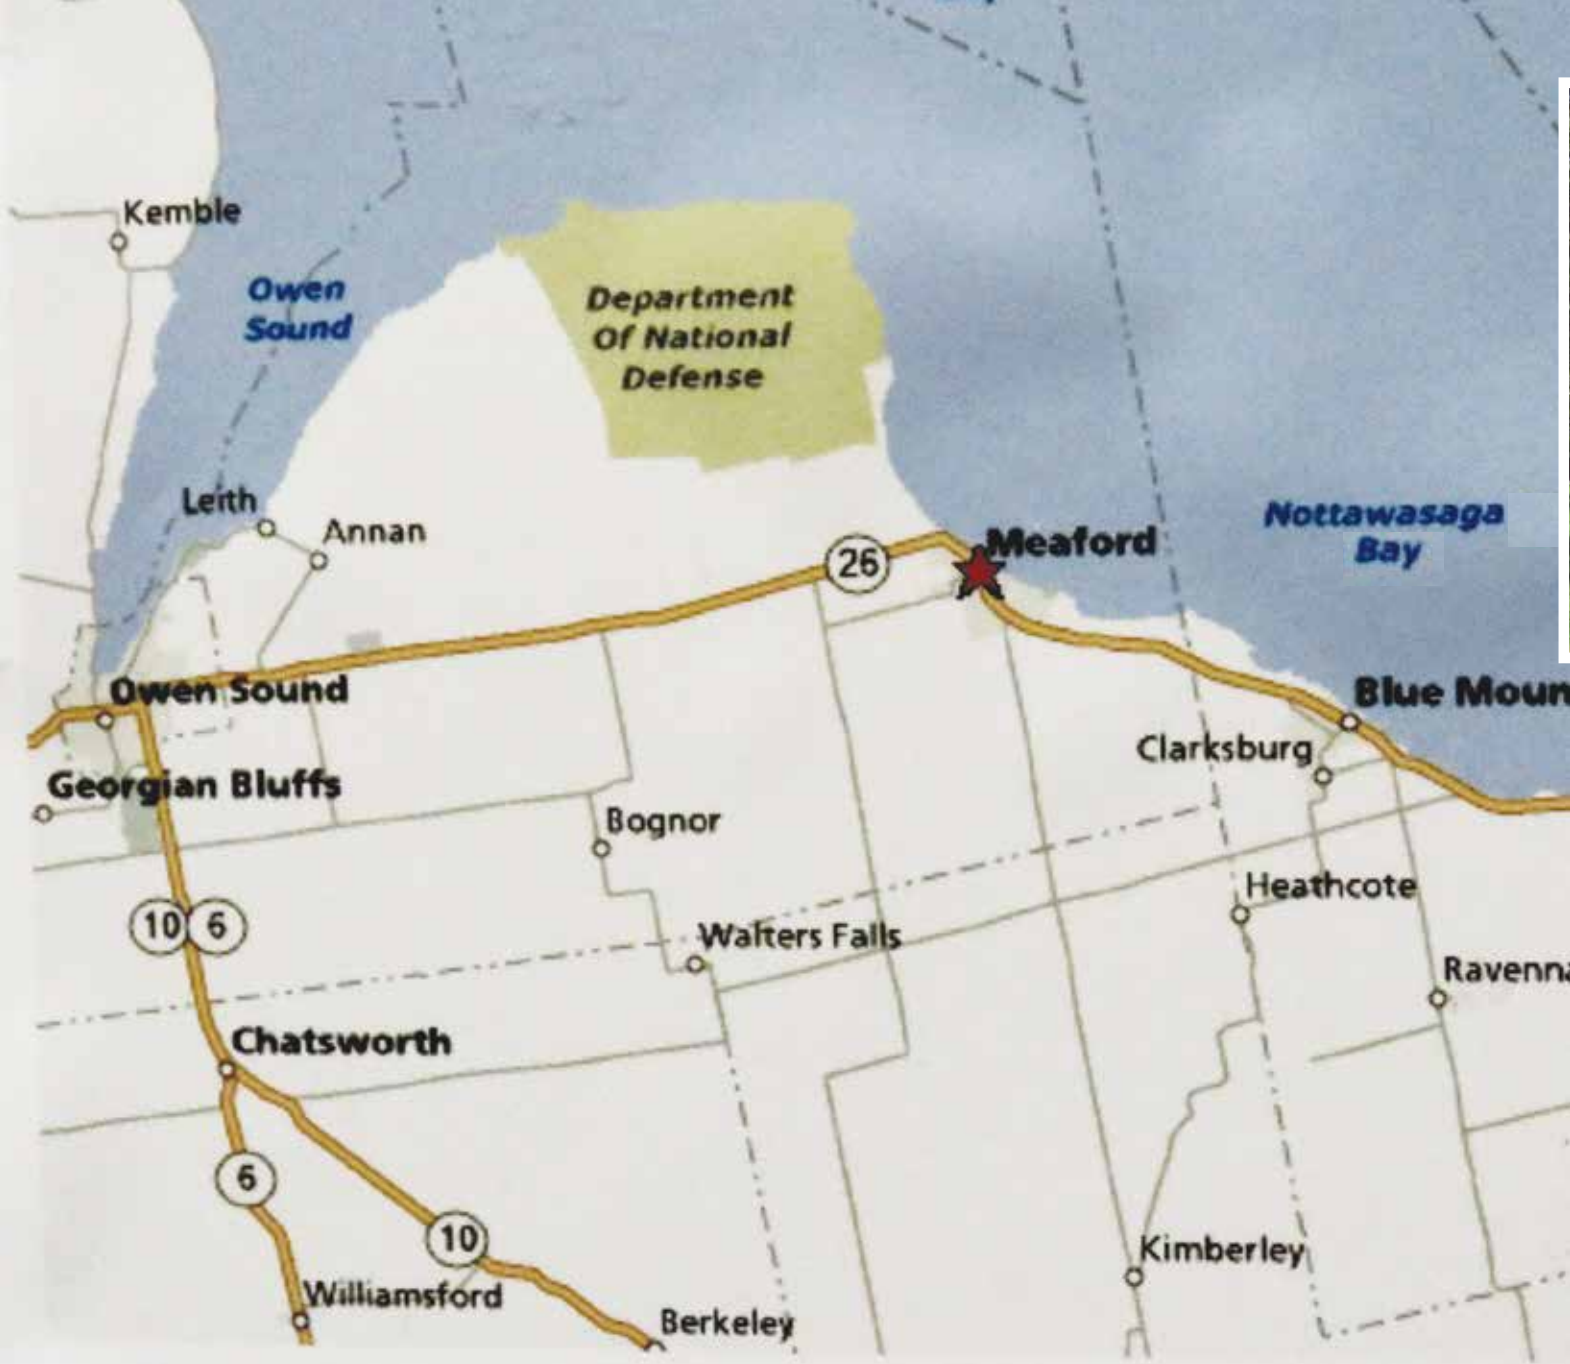 Kemble
Owen
Sound
Department
Of National
Defense
Leith
Annan
26
Meaford
Nottawasaga
Bay
Owen Sound
Blue Moun
Clarksburg
Georgian Bluffs
Bognor
Heathcote
10
6
Walters Falls
Ravenna
Chatsworth
6
10
Kimberley
Williamsford
Berkeley